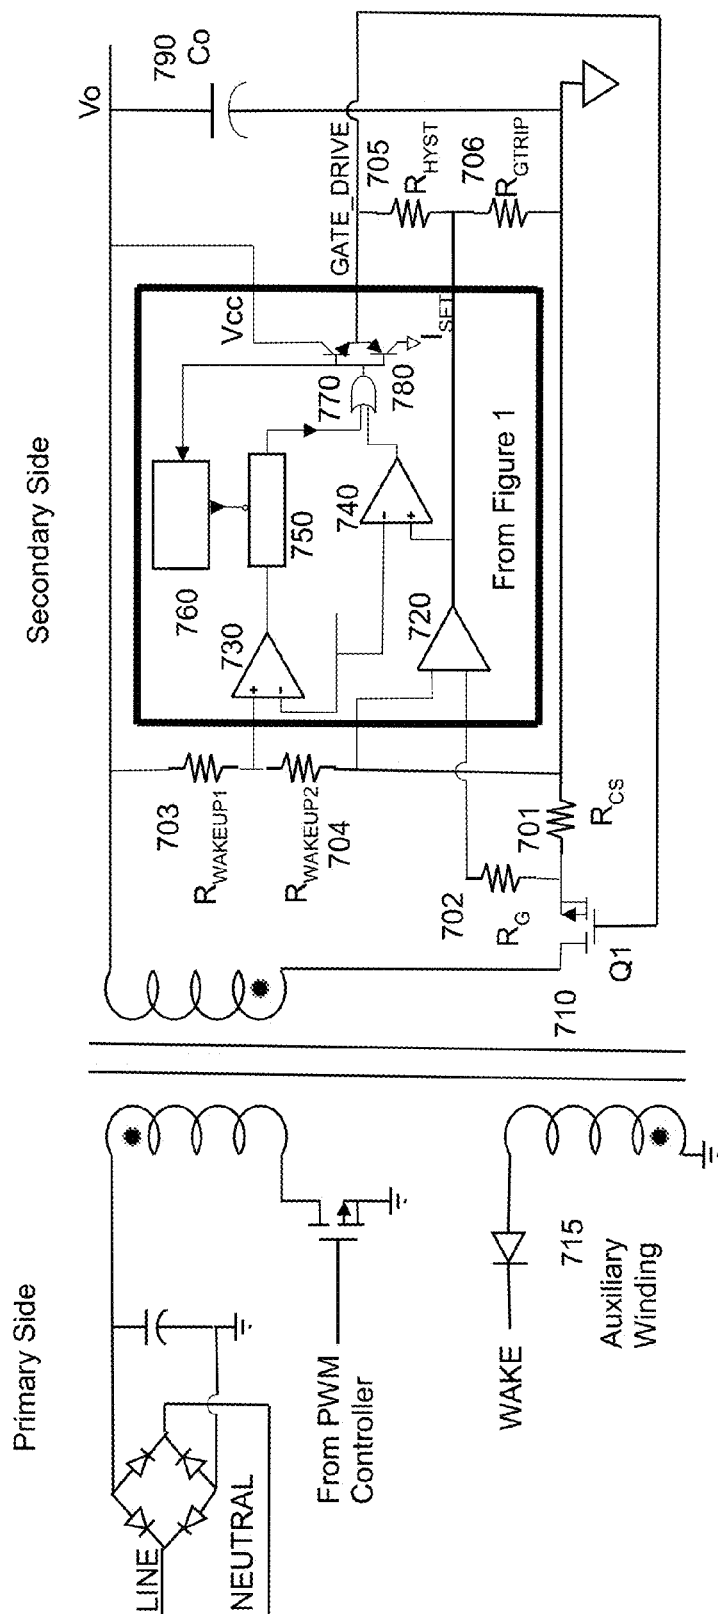 Primary Side
Secondary Side
LINE
NEUTRAL
From PWM
Controller
WAKE
715
Auxiliary
Winding
703
R_WAKEUP1
R_WAKEUP2
704
702
R_G
701
R_CS
710
Q1
760
730
750
720
740
770
780
Vcc
I_SET
From Figure 1
Vo
790
Co
GATE_DRIVE
705
R_HYST
706
R_GTRIP